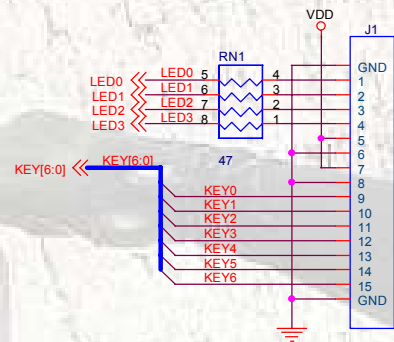 VDD
J1
RN1
GND
LED0 LED0 5 4 1
LED1 LED1 6 3 2
LED2 LED2 7 2 3
LED3 LED3 8 1 4
5
6
47
KEY[6:0] KEY[6:0] 7
8
KEY0 9
KEY1 10
KEY2 11
KEY3 12
KEY4 13
KEY5 14
KEY6 15
GND